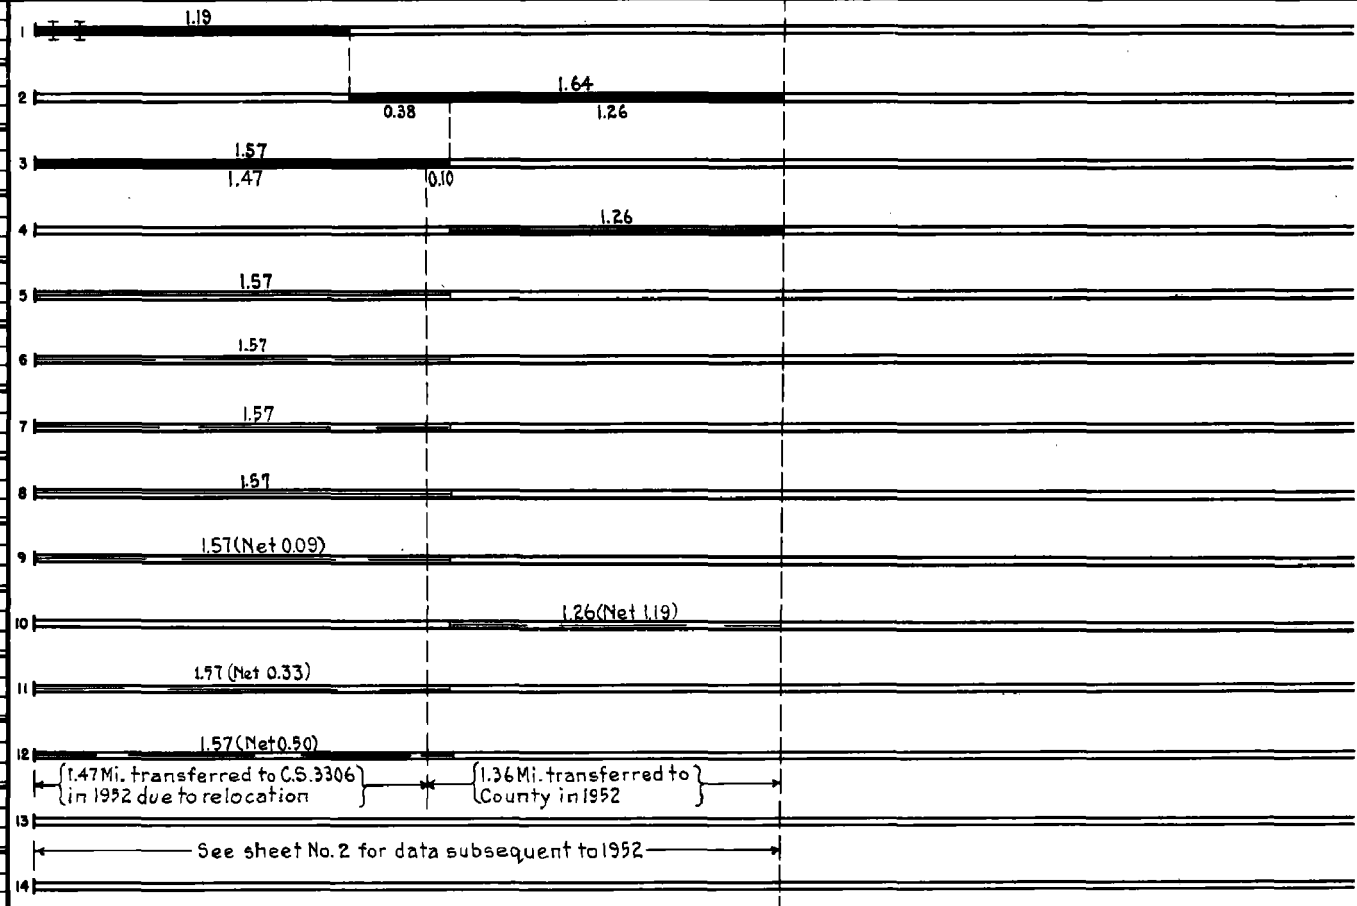 1.19
1
1.64
2
0.38 1.26
1.57
3
1.47 0.10
1.26
4
1.57
5
1.57
6
1.57
7
1.57
8
1.57(Net 0.09)
9
1.26(Net 1.19)
10
1.57 (Net 0.33)
11
1.57(Net 0.50)
12
{1.47 Mi. transferred to C.S. 3306
in 1952 due to relocation}
{1.36 Mi. transferred to
County in 1952}
13
See sheet No. 2 for data subsequent to 1952
14